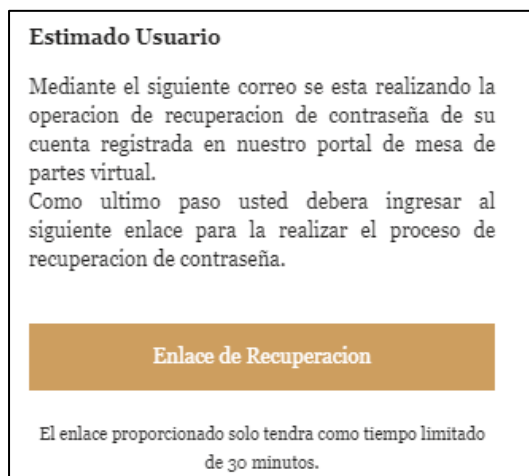 Estimado Usuario
Mediante el siguiente correo se esta realizando la
operacion de recuperacion de contraseña de su
cuenta registrada en nuestro portal de mesa de
partes virtual.
Como ultimo paso usted debera ingresar al
siguiente enlace para la realizar el proceso de
recuperacion de contraseña.
Enlace de Recuperacion
El enlace proporcionado solo tendra como tiempo limitado
de 30 minutos.